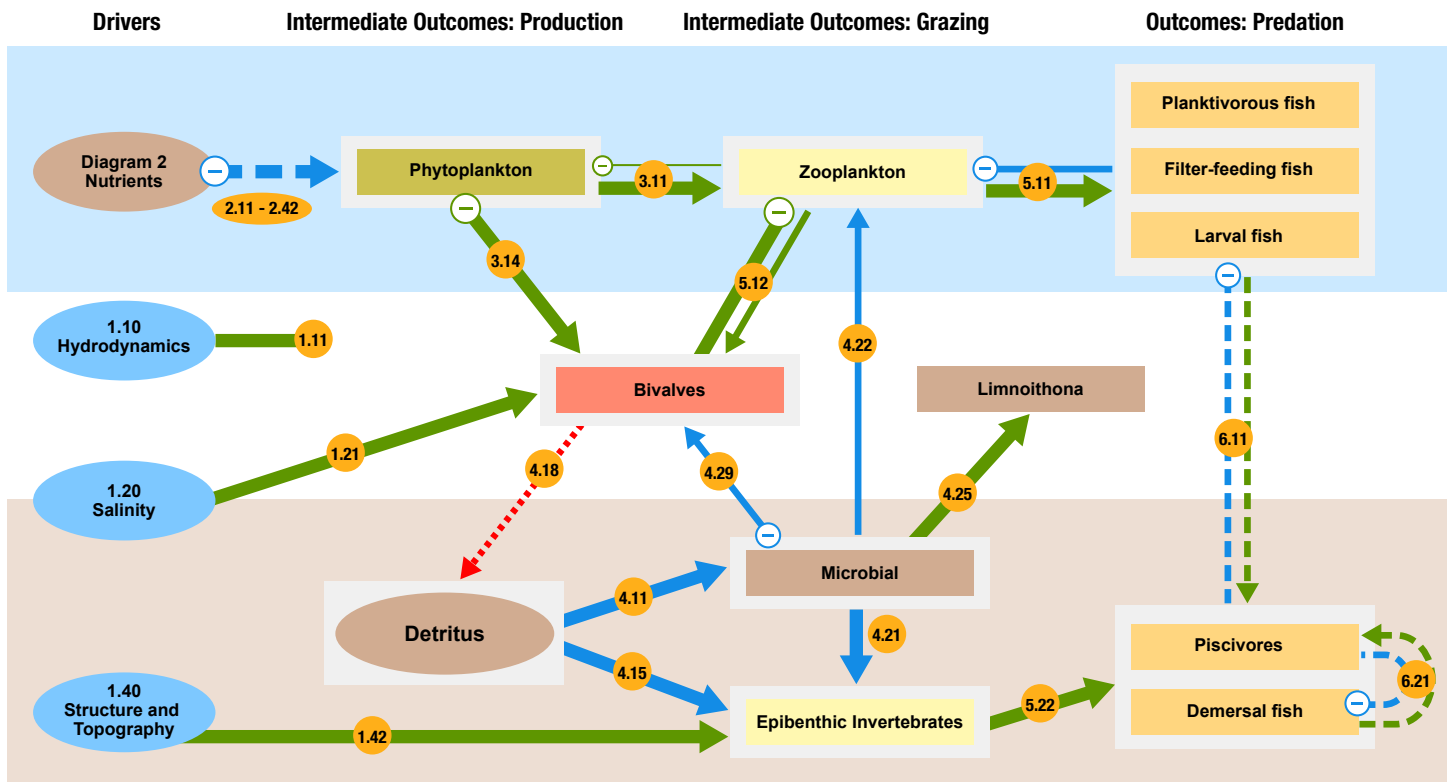 Drivers
Intermediate Outcomes: Production
Intermediate Outcomes: Grazing
Outcomes: Predation
Diagram 2
Nutrients
−
2.11 - 2.42
Phytoplankton
−
3.11
Zooplankton
−
5.11
Planktivorous fish
Filter-feeding fish
Larval fish
−
3.14
−
5.12
−
1.10
Hydrodynamics
1.11
4.22
Bivalves
Limnoithona
1.21
4.18
4.29
4.25
6.11
1.20
Salinity
−
Microbial
4.11
Detritus
4.21
4.15
Piscivores
6.21
1.40
Structure and
Topography
1.42
Epibenthic Invertebrates
5.22
Demersal fish
−